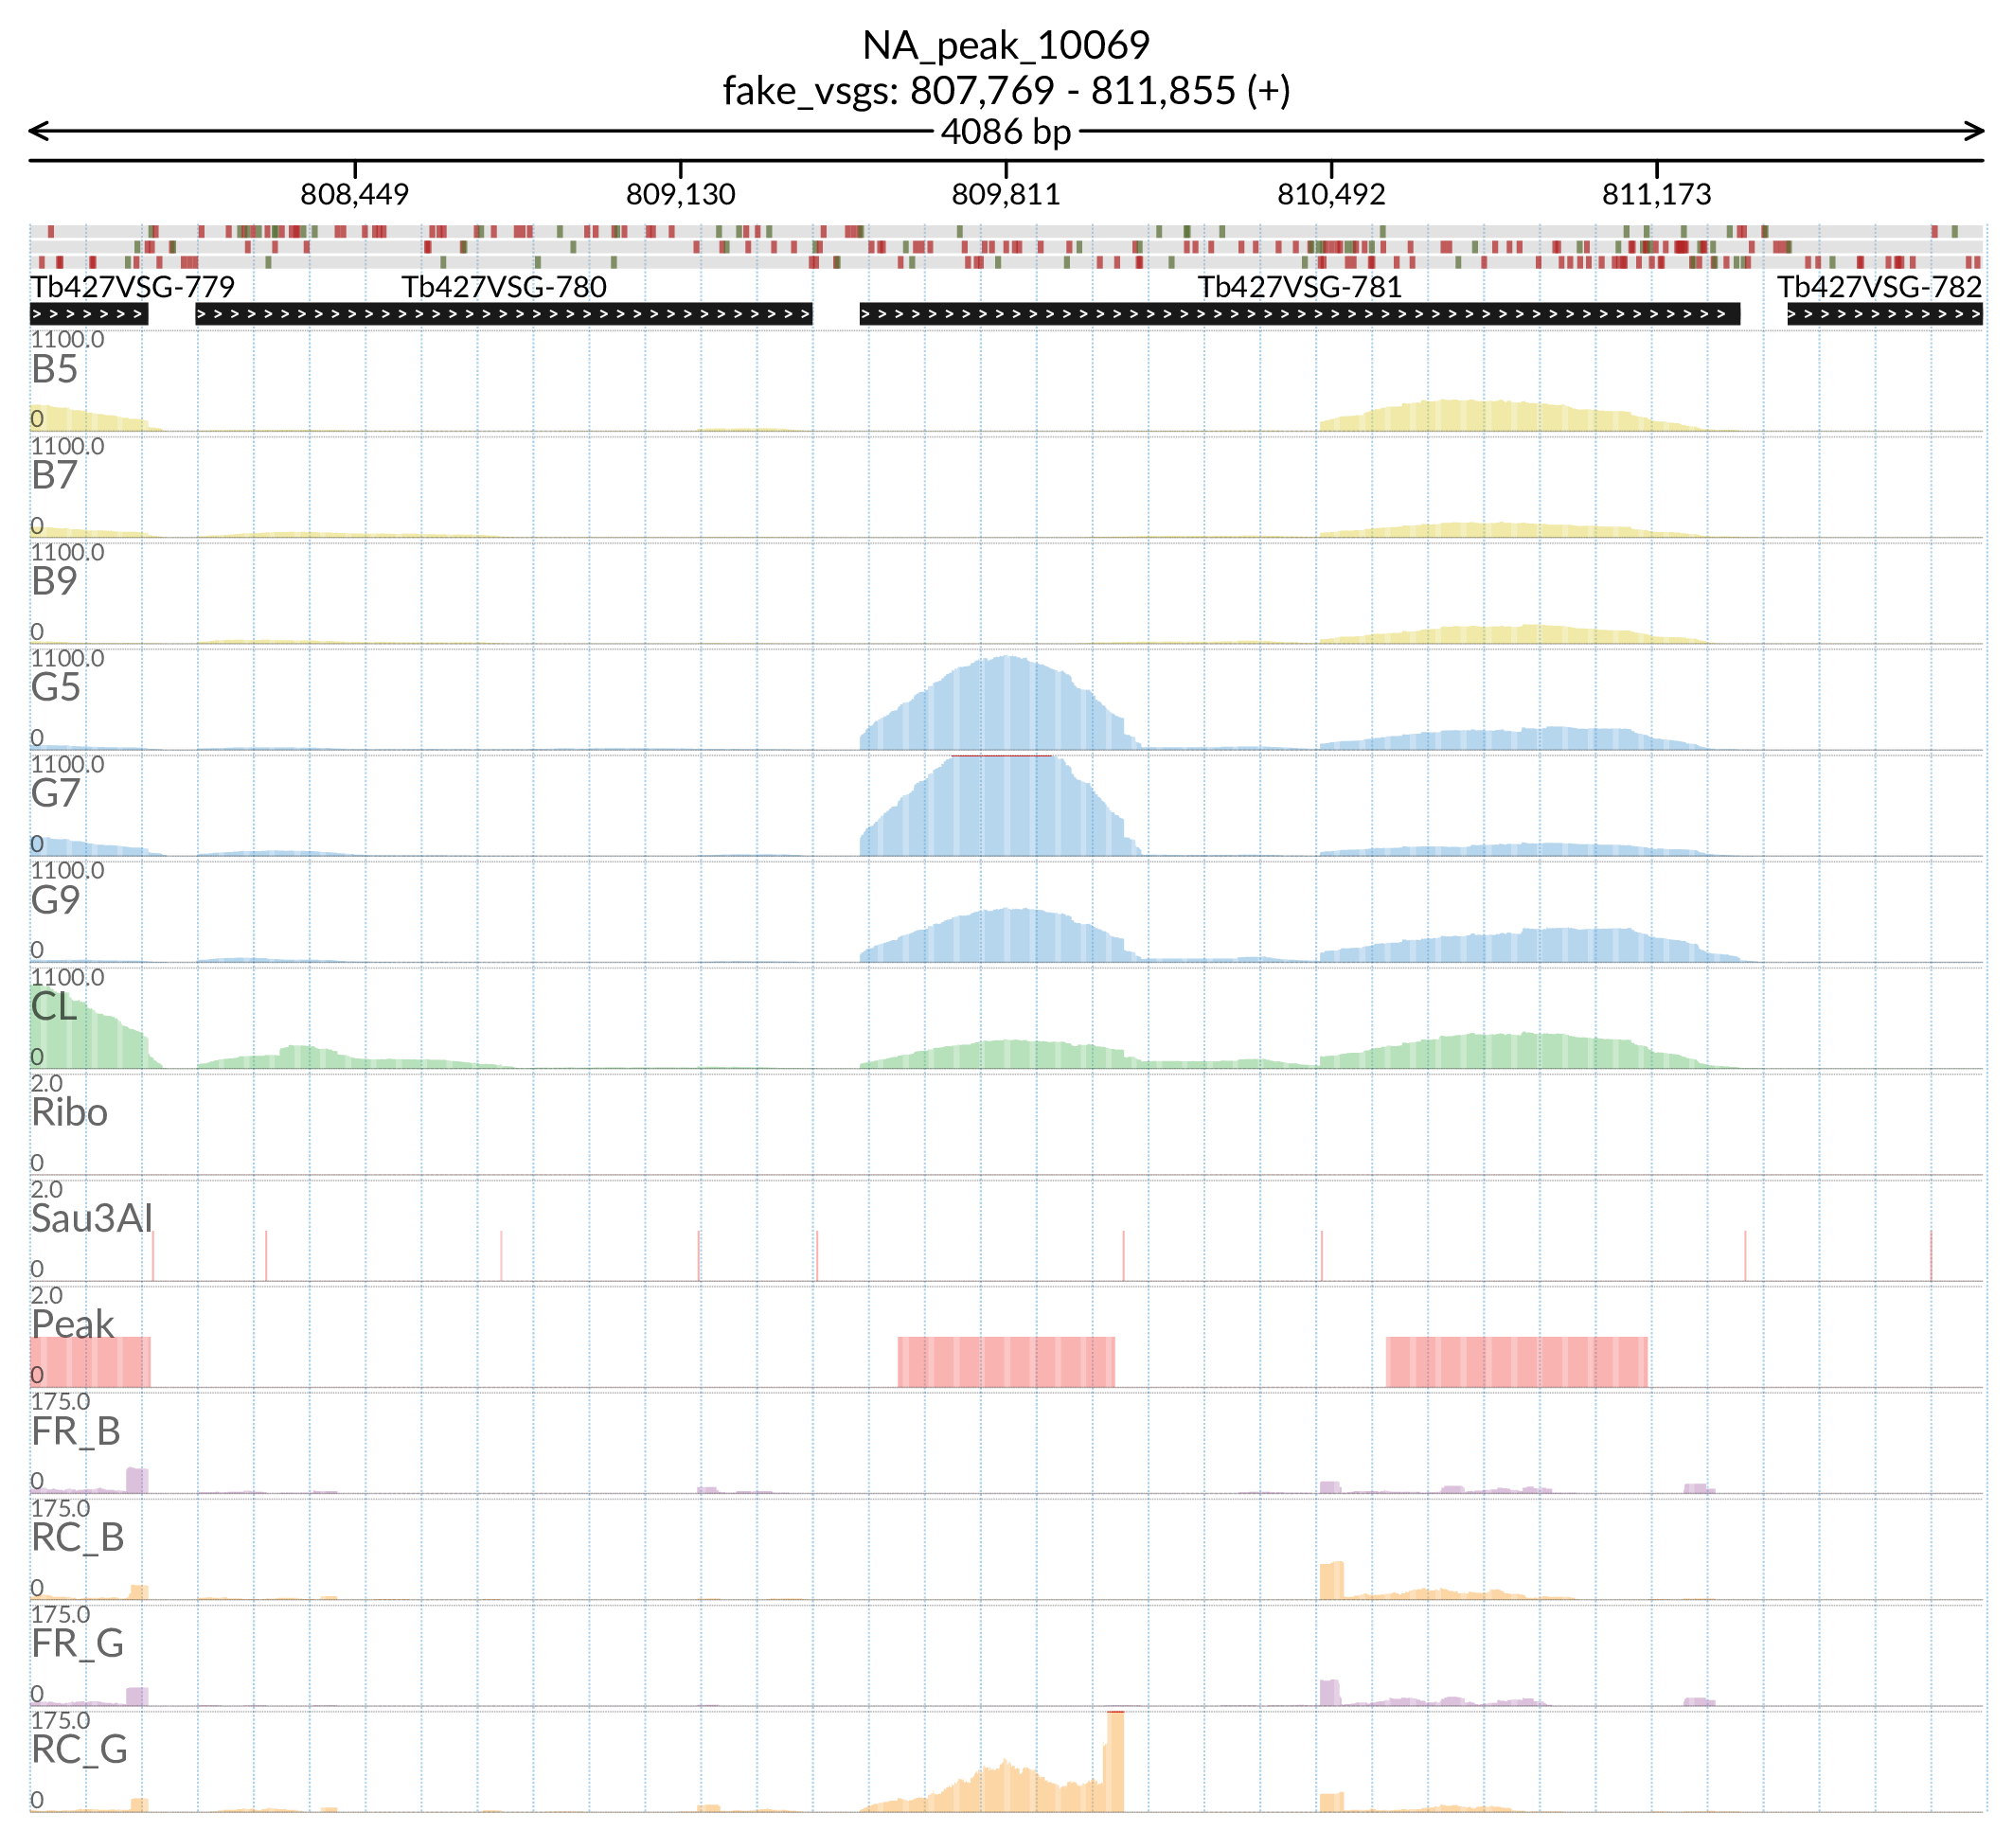 NA_peak_10069
fake_vsgs: 807,769 - 811,855 (+)
4086 bp
808,449 809,130 809,811 810,492 811,173
Tb427VSG-779 Tb427VSG-780 Tb427VSG-781 Tb427VSG-782
1100.0
B5
0
1100.0
B7
0
1100.0
B9
0
1100.0
G5
0
1100.0
G7
0
1100.0
G9
0
1100.0
CL
0
2.0
Ribo
0
2.0
Sau3AI
0
2.0
Peak
0
175.0
FR_B
0
175.0
RC_B
0
175.0
FR_G
0
175.0
RC_G
0